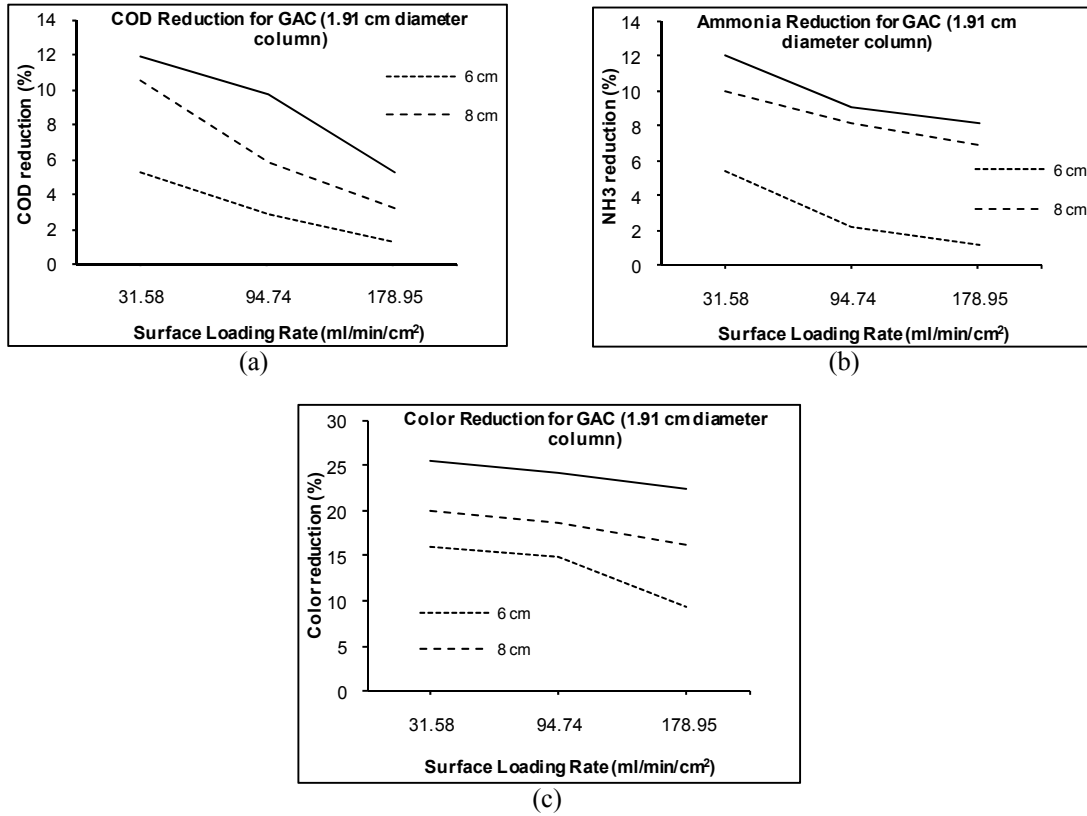 COD Reduction for GAC (1.91 cm diameter
column)
14
12
10
8
6
4
2
0
COD reduction (%)
6 cm
8 cm
31.58 94.74 178.95
Surface Loading Rate (ml/min/cm²)
(a)
Ammonia Reduction for GAC (1.91 cm
diameter column)
14
12
10
8
6
4
2
0
NH3 reduction (%)
6 cm
8 cm
31.58 94.74 178.95
Surface Loading Rate (ml/min/cm²)
(b)
Color Reduction for GAC (1.91 cm diameter
column)
30
25
20
15
10
5
0
Color reduction (%)
6 cm
8 cm
31.58 94.74 178.95
Surface Loading Rate (ml/min/cm²)
(c)